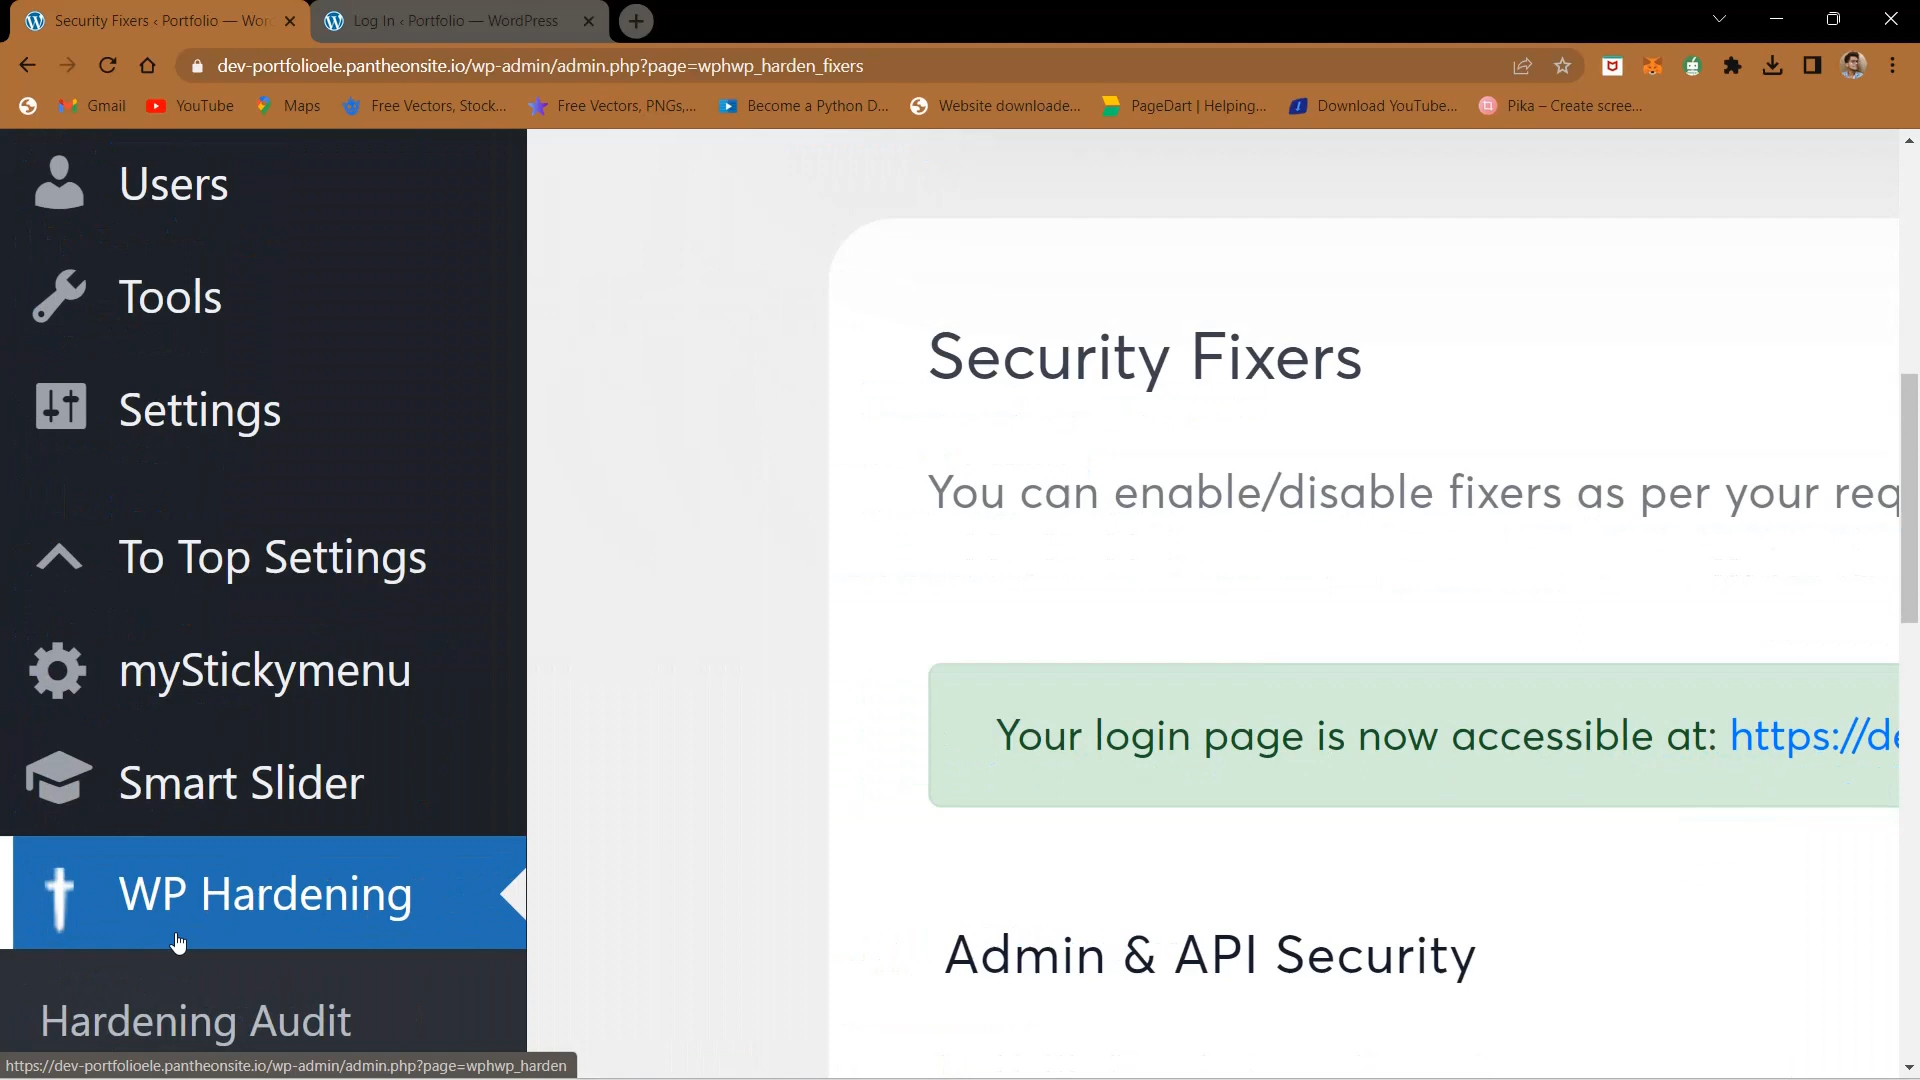 Security Fixers ‹ Portfolio — Wor
Log In ‹ Portfolio — WordPress
dev-portfolioele.pantheonsite.io/wp-admin/admin.php?page=wphwp_harden_fixers
Gmail
YouTube
Maps
Free Vectors, Stock...
Free Vectors, PNGs,...
Become a Python D...
Website downloade...
PageDart | Helping...
Download YouTube...
Pika – Create scree...
Users
Tools
Settings
To Top Settings
myStickymenu
Smart Slider
WP Hardening
Hardening Audit
Security Fixers
You can enable/disable fixers as per your req
Your login page is now accessible at: https://de
Admin & API Security
https://dev-portfolioele.pantheonsite.io/wp-admin/admin.php?page=wphwp_harden